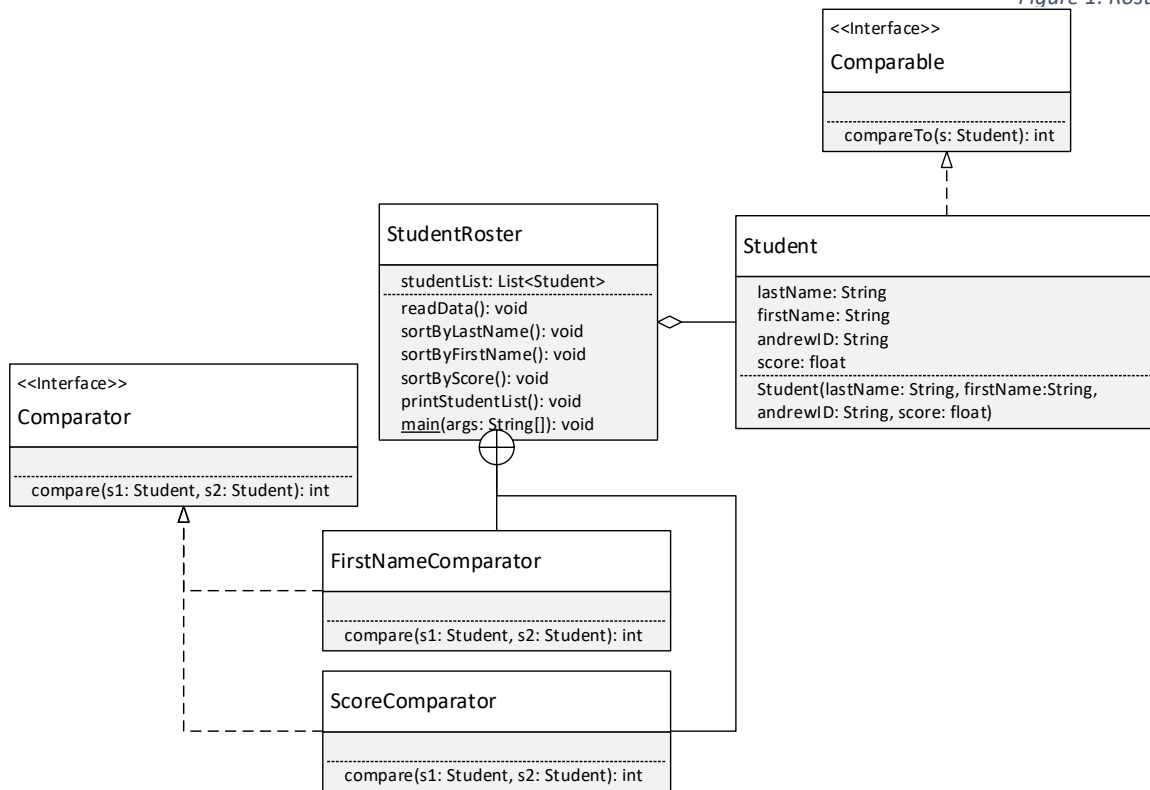 Figure 1: Rost
<<Interface>>
Comparable
compareTo(s: Student): int
StudentRoster
studentList: List<Student>
readData(): void
sortByLastName(): void
sortByFirstName(): void
sortByScore(): void
printStudentList(): void
main(args: String[]): void
Student
lastName: String
firstName: String
andrewID: String
score: float
Student(lastName: String, firstName:String,
andrewID: String, score: float)
<<Interface>>
Comparator
compare(s1: Student, s2: Student): int
FirstNameComparator
compare(s1: Student, s2: Student): int
ScoreComparator
compare(s1: Student, s2: Student): int